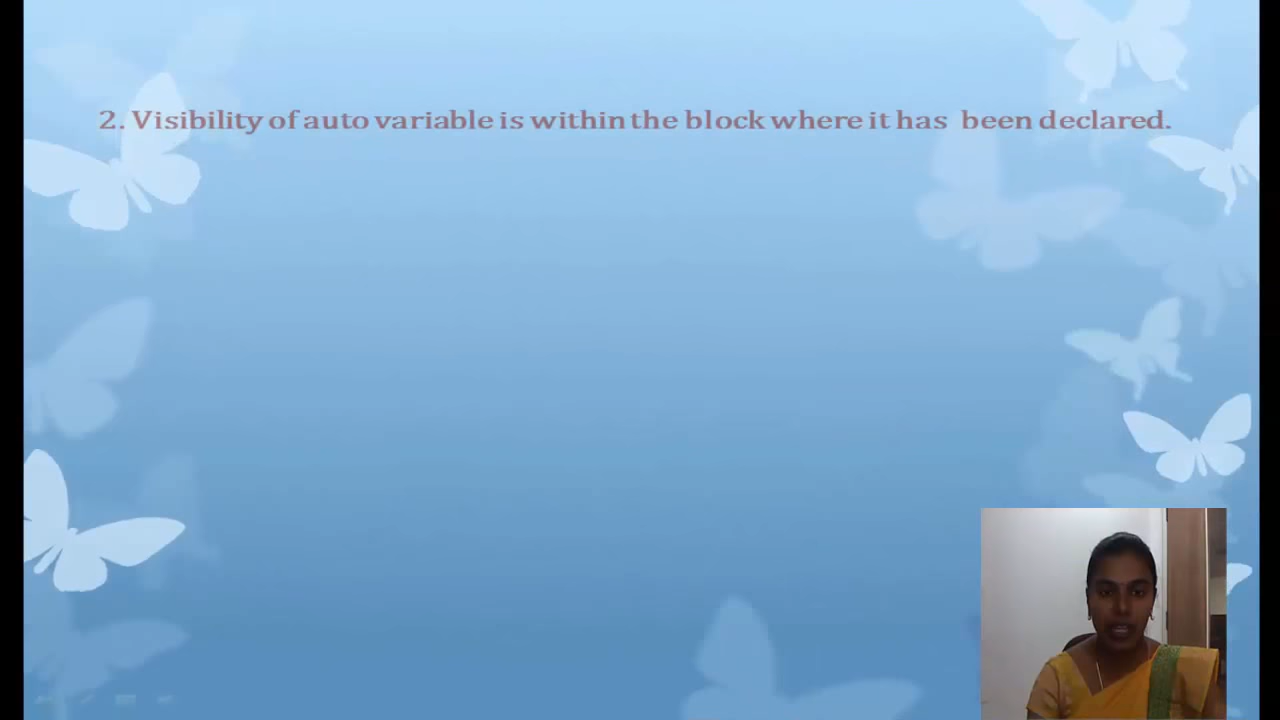 2. Visibility of auto variable is within the block where it has been declared.